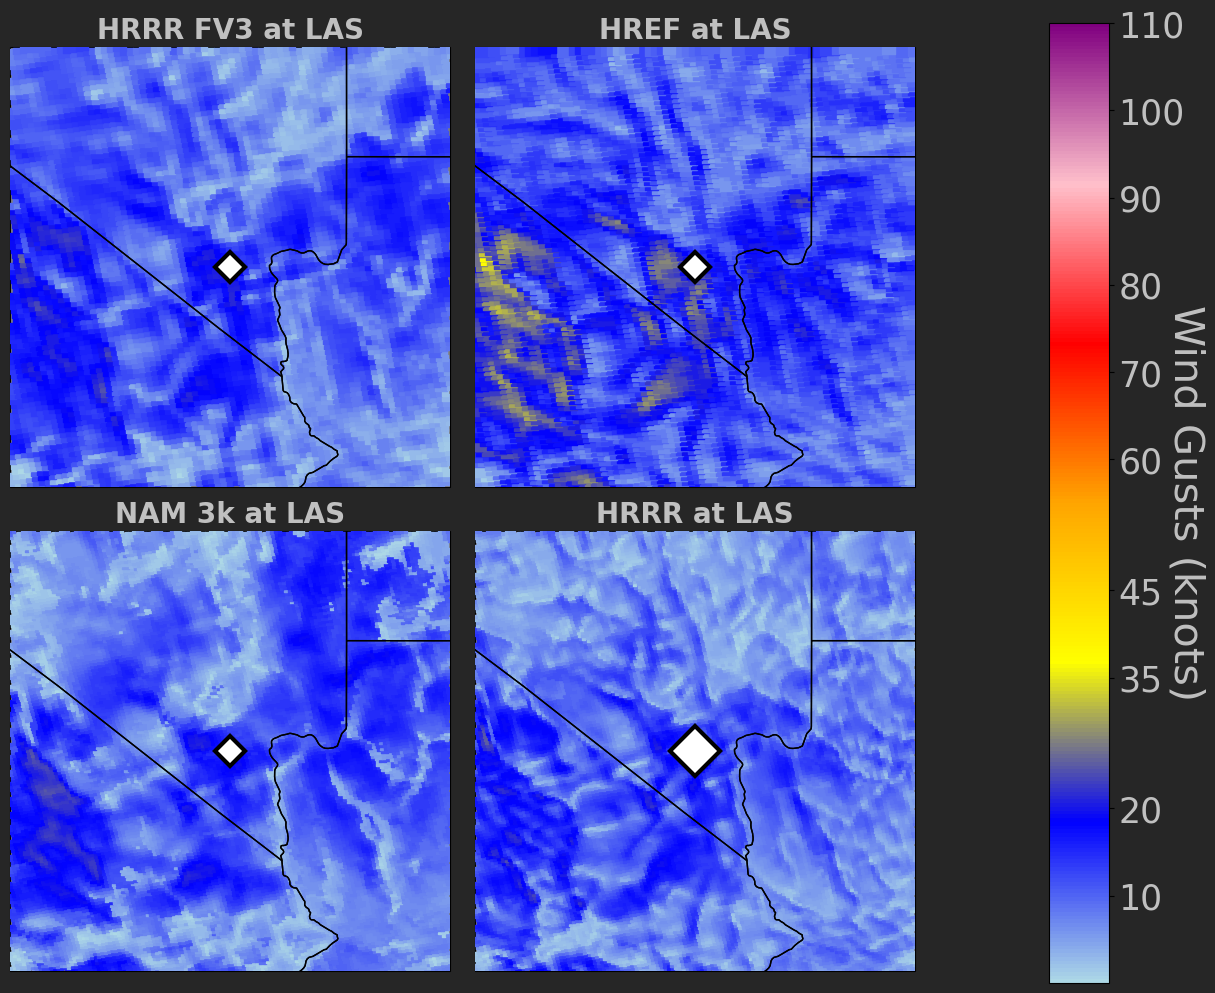 HRRR FV3 at LAS
HREF at LAS
NAM 3k at LAS
HRRR at LAS
110
100
90
80
70
60
45
35
20
10
Wind Gusts (knots)